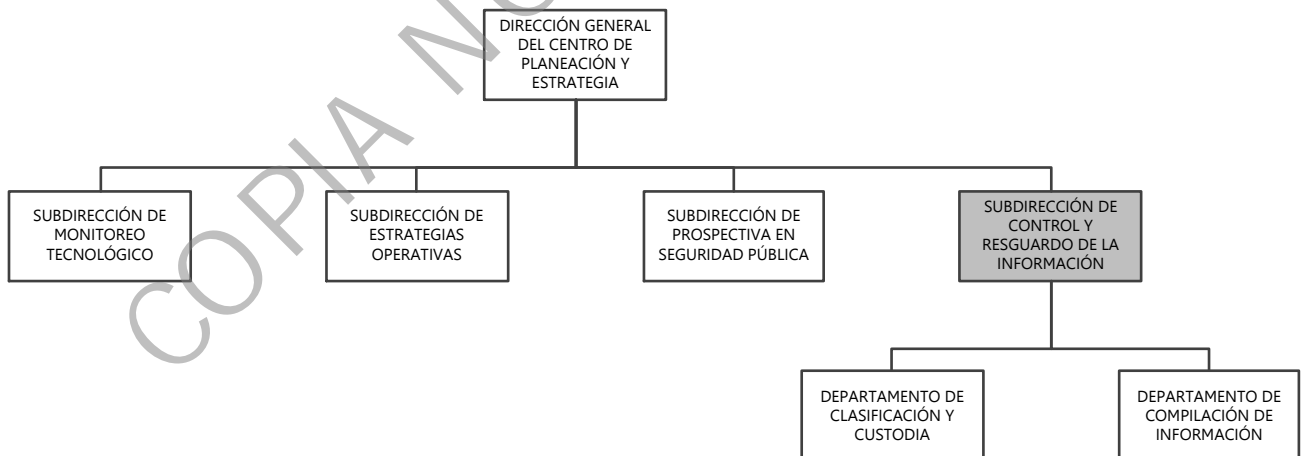 DIRECCIÓN GENERAL
DEL CENTRO DE
PLANEACIÓN Y
ESTRATEGIA
SUBDIRECCIÓN DE
MONITOREO
TECNOLÓGICO
SUBDIRECCIÓN DE
ESTRATEGIAS
OPERATIVAS
SUBDIRECCIÓN DE
PROSPECTIVA EN
SEGURIDAD PÚBLICA
SUBDIRECCIÓN DE
CONTROL Y
RESGUARDO DE LA
INFORMACIÓN
DEPARTAMENTO DE
CLASIFICACIÓN Y
CUSTODIA
DEPARTAMENTO DE
COMPILACIÓN DE
INFORMACIÓN
COPIA